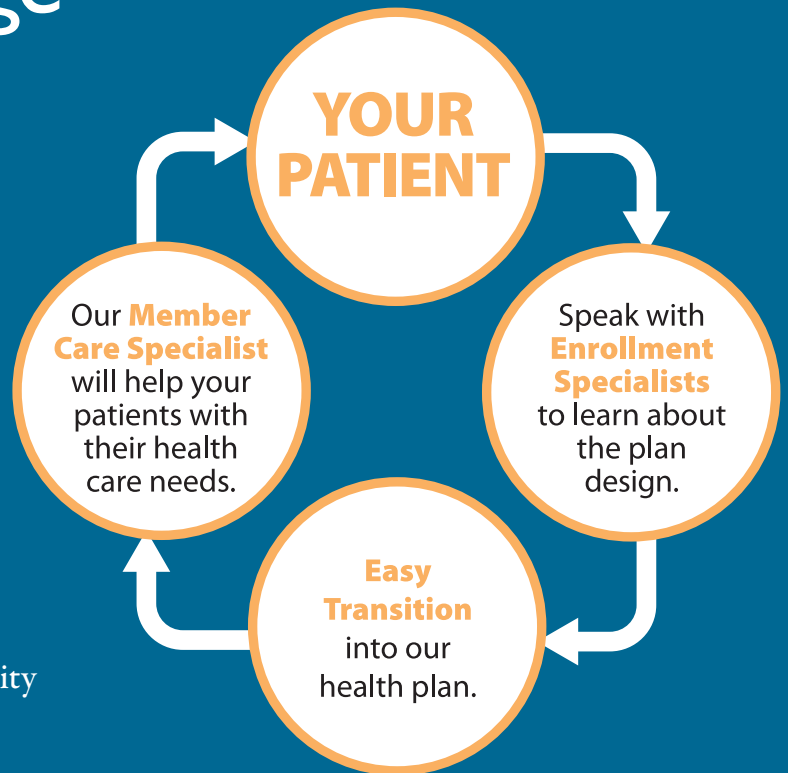 YOUR
PATIENT
Speak with
Enrollment
Specialists
to learn about
the plan
design.
Easy
Transition
into our
health plan.
Our Member
Care Specialist
will help your
patients with
their health
care needs.